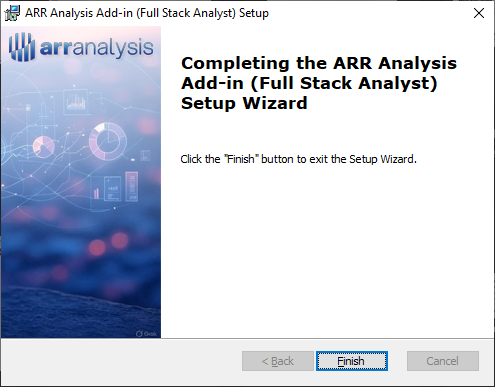 ARR Analysis Add-in (Full Stack Analyst) Setup
arranalysis
Completing the ARR Analysis
Add-in (Full Stack Analyst)
Setup Wizard
Click the "Finish" button to exit the Setup Wizard.
< Back
Finish
Cancel